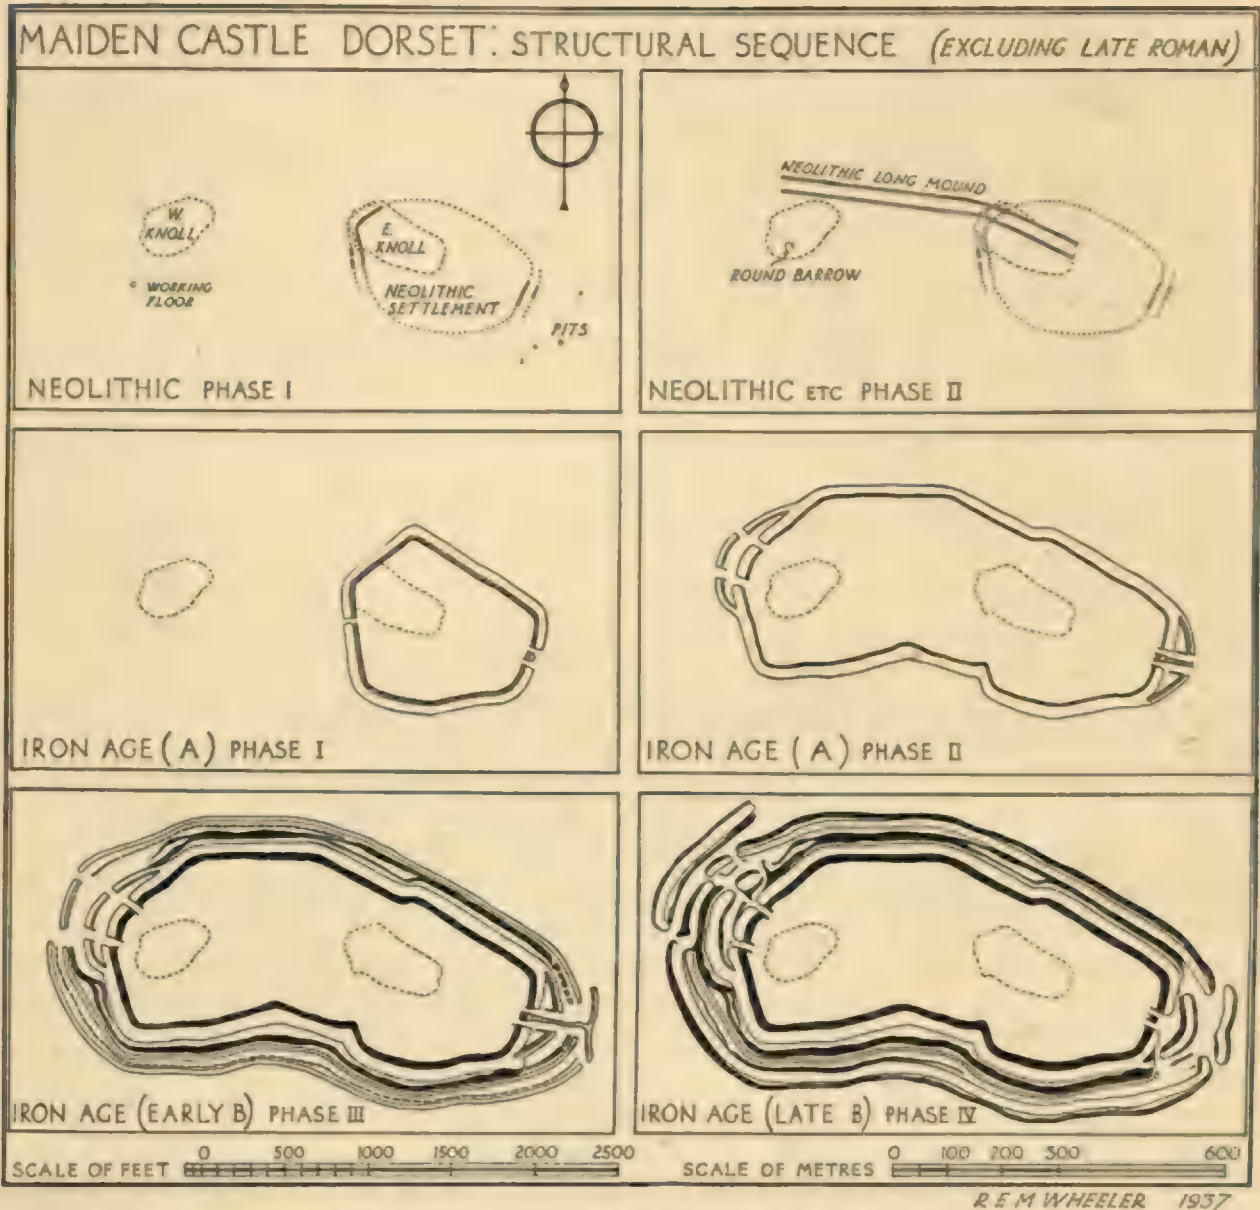 MAIDEN CASTLE DORSET: STRUCTURAL SEQUENCE (EXCLUDING LATE ROMAN)
W. KNOLL
E. KNOLL
WORKING FLOOR
NEOLITHIC SETTLEMENT
PITS
NEOLITHIC PHASE I
NEOLITHIC LONG MOUND
ROUND BARROW
NEOLITHIC ETC PHASE II
IRON AGE (A) PHASE I
IRON AGE (A) PHASE II
IRON AGE (EARLY B) PHASE III
IRON AGE (LATE B) PHASE IV
SCALE OF FEET 0 500 1000 1500 2000 2500
SCALE OF METRES 0 100 200 300 600
R E M WHEELER 1937